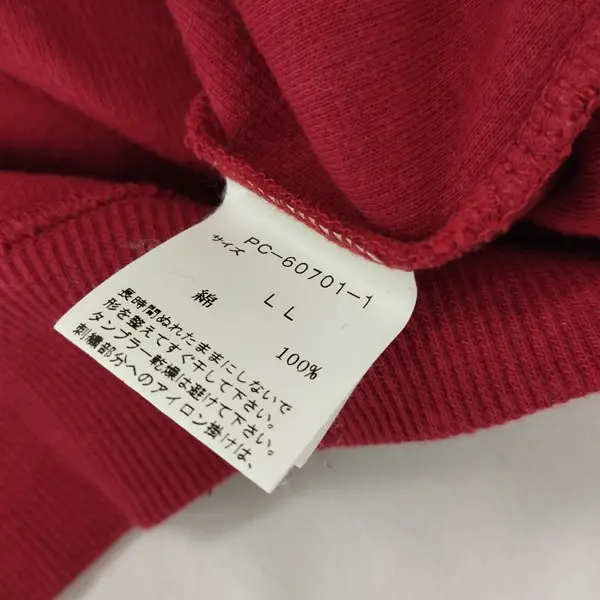 PC-60701-1
サイズ LL
綿 100%
長時間ぬれたままにしないで
形を整えてすぐ干して下さい。
タンブラー乾燥は避けて下さい。
刺繍部分へのアイロン掛けは、